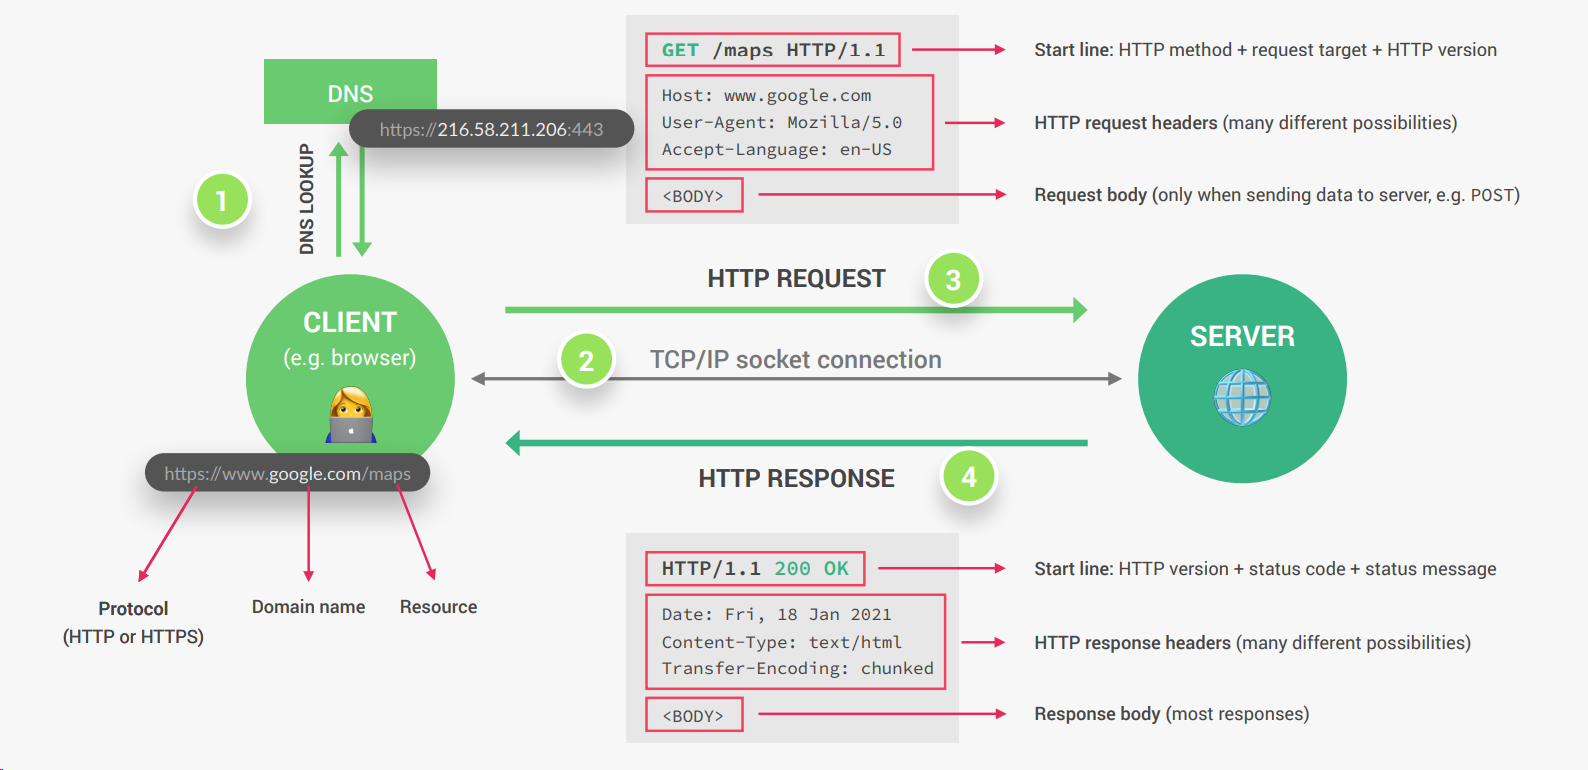 DNS
https://216.58.211.206:443
DNS LOOKUP
1
GET /maps HTTP/1.1
Start line: HTTP method + request target + HTTP version
Host: www.google.com
User-Agent: Mozilla/5.0
Accept-Language: en-US
HTTP request headers (many different possibilities)
<BODY>
Request body (only when sending data to server, e.g. POST)
HTTP REQUEST
3
CLIENT
(e.g. browser)
2
TCP/IP socket connection
SERVER
HTTP RESPONSE
4
https://www.google.com/maps
Protocol
(HTTP or HTTPS)
Domain name
Resource
HTTP/1.1 200 OK
Start line: HTTP version + status code + status message
Date: Fri, 18 Jan 2021
Content-Type: text/html
Transfer-Encoding: chunked
HTTP response headers (many different possibilities)
<BODY>
Response body (most responses)